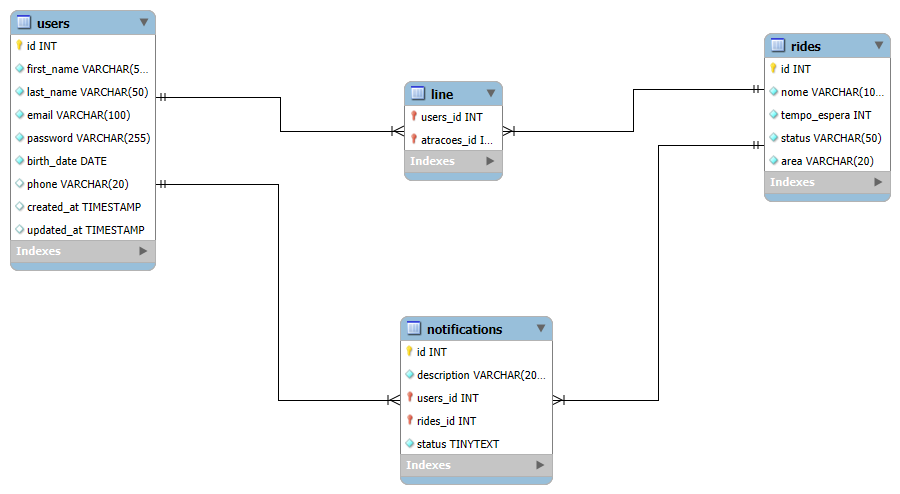 users
id INT
first_name VARCHAR(5...
last_name VARCHAR(50)
email VARCHAR(100)
password VARCHAR(255)
birth_date DATE
phone VARCHAR(20)
created_at TIMESTAMP
updated_at TIMESTAMP
Indexes
line
users_id INT
atracoes_id I...
Indexes
rides
id INT
nome VARCHAR(10...
tempo_espera INT
status VARCHAR(50)
area VARCHAR(20)
Indexes
notifications
id INT
description VARCHAR(20...
users_id INT
rides_id INT
status TINYTEXT
Indexes